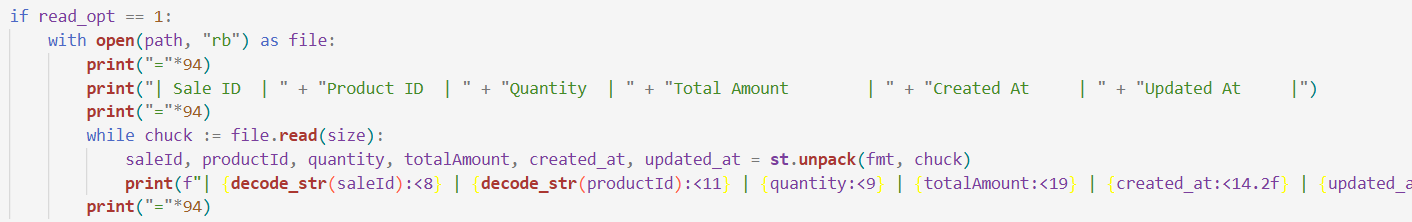 if read_opt == 1:
    with open(path, "rb") as file:
        print("="*94)
        print("| Sale ID  | " + "Product ID  | " + "Quantity  | " + "Total Amount        | " + "Created At     | " + "Updated At     |")
        print("="*94)
        while chuck := file.read(size):
            saleId, productId, quantity, totalAmount, created_at, updated_at = st.unpack(fmt, chuck)
            print(f"| {decode_str(saleId):<8} | {decode_str(productId):<11} | {quantity:<9} | {totalAmount:<19} | {created_at:<14.2f} | {updated_a
        print("="*94)